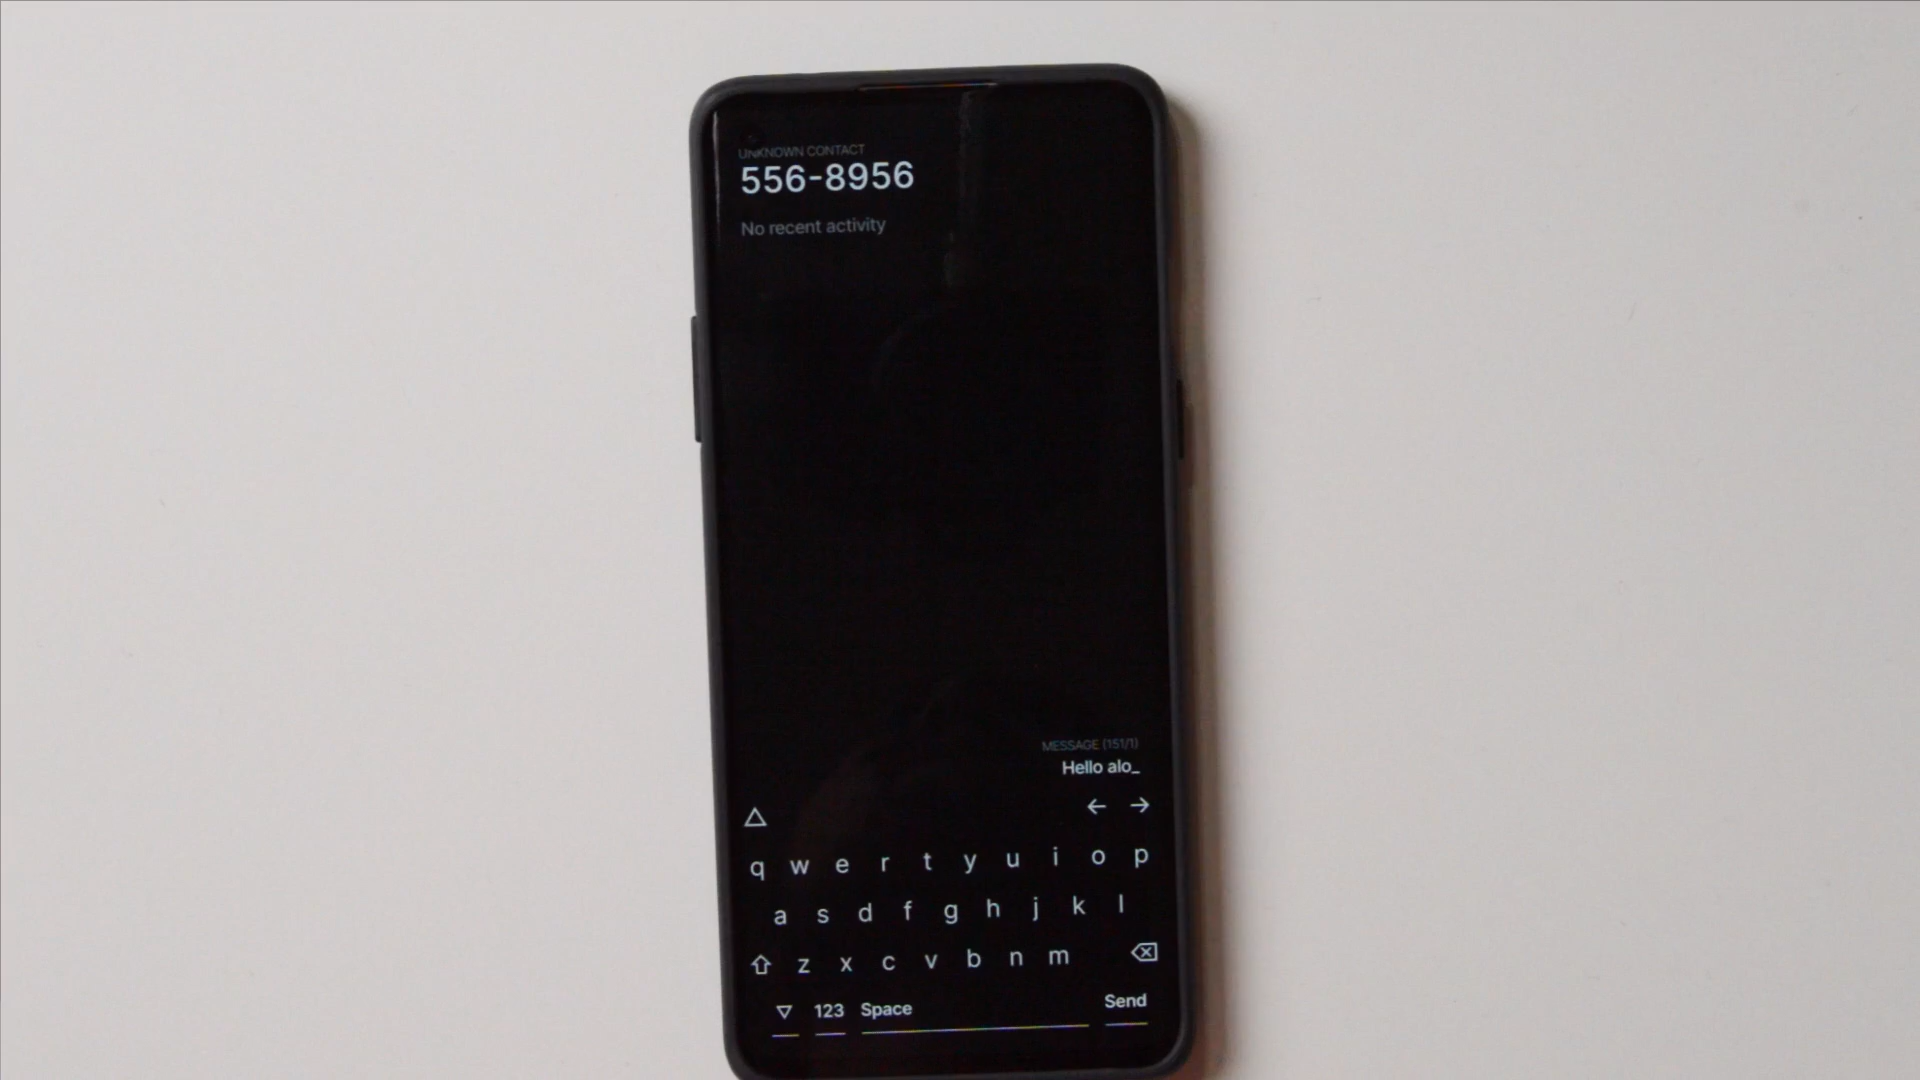 UNKNOWN CONTACT
556-8956
No recent activity
MESSAGE (151/1)
Hello alo_
q w e r t y u i o p
a s d f g h j k l
z x c v b n m
123 Space Send